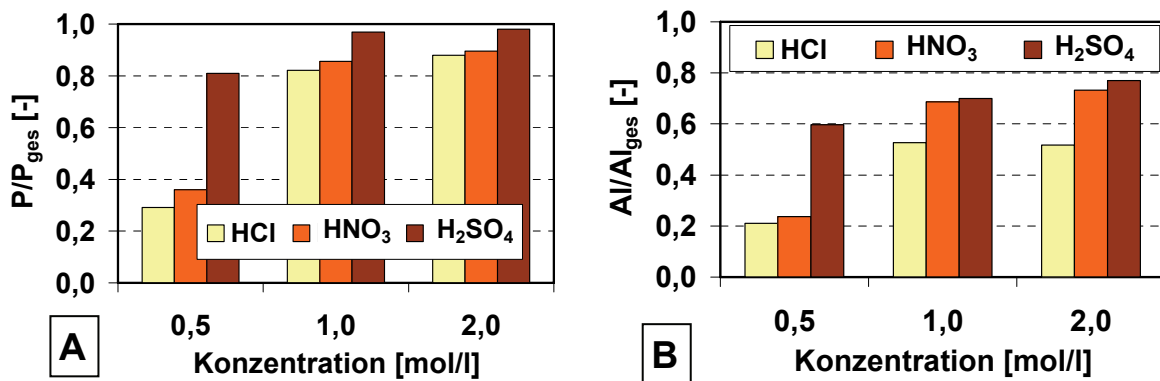 P/P_ges [-]
1,0
0,8
0,6
0,4
0,2
0,0
HCl HNO₃ H₂SO₄
0,5 1,0 2,0
Konzentration [mol/l]
A
Al/Al_ges [-]
1,0
0,8
0,6
0,4
0,2
0,0
HCl HNO₃ H₂SO₄
0,5 1,0 2,0
Konzentration [mol/l]
B